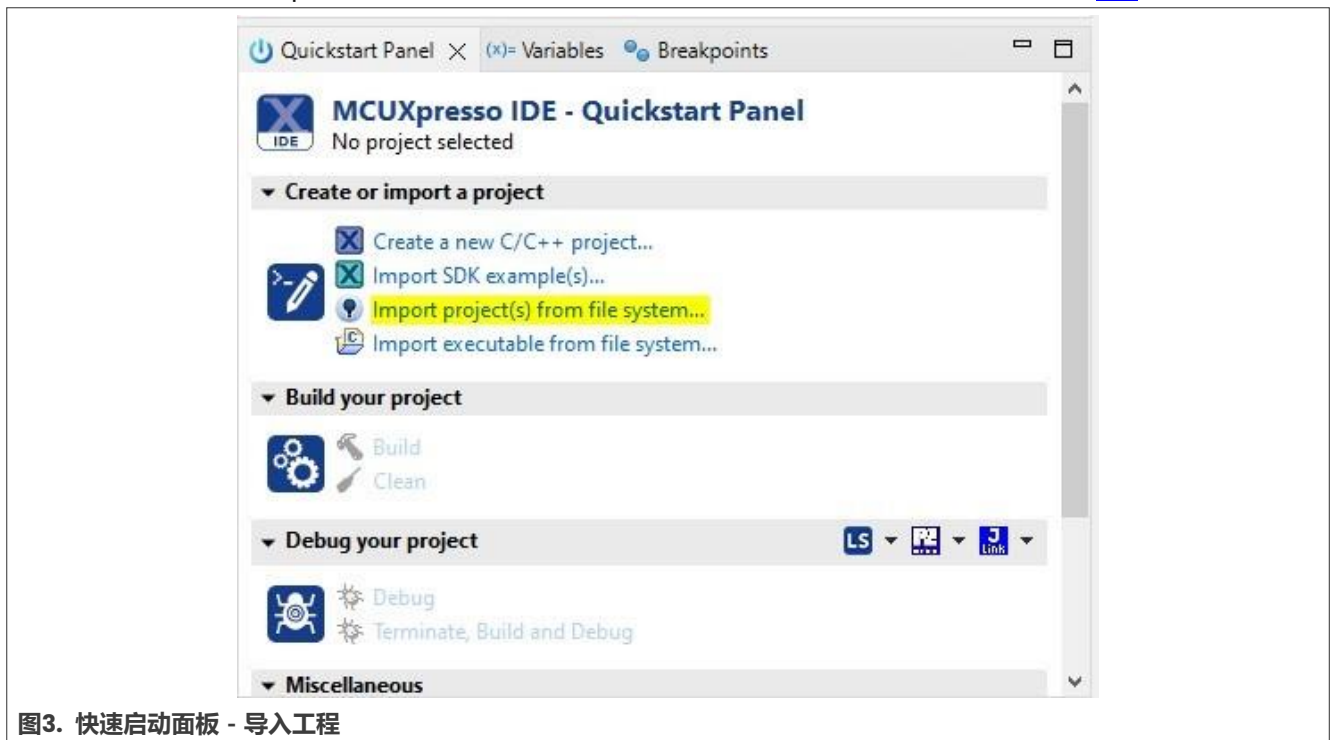 Quickstart Panel (x)= Variables Breakpoints
MCUXpresso IDE - Quickstart Panel
IDE No project selected
Create or import a project
Create a new C/C++ project...
Import SDK example(s)...
Import project(s) from file system...
Import executable from file system...
Build your project
Build
Clean
Debug your project LS J Link
Debug
Terminate, Build and Debug
Miscellaneous
图3. 快速启动面板 - 导入工程